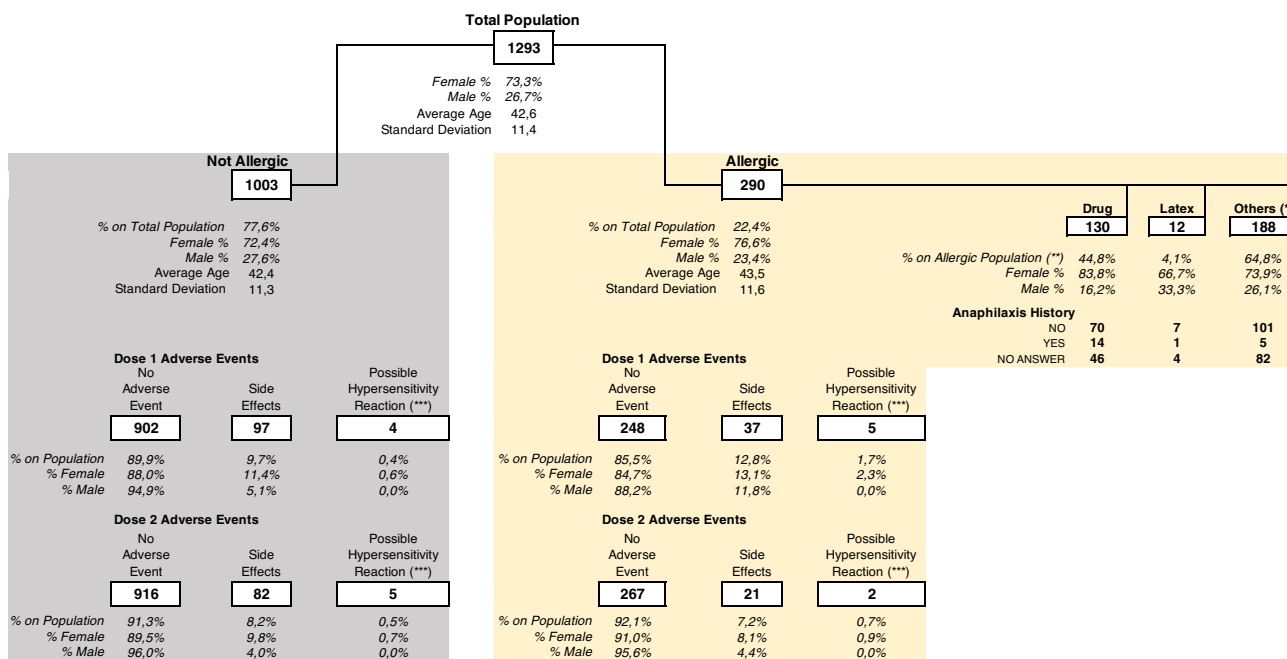 Total Population
1293
Female % 73,3%
Male % 26,7%
Average Age 42,6
Standard Deviation 11,4
Not Allergic
1003
% on Total Population 77,6%
Female % 72,4%
Male % 27,6%
Average Age 42,4
Standard Deviation 11,3
Dose 1 Adverse Events
No Adverse Event Side Effects Possible Hypersensitivity Reaction (***)
902 97 4
% on Population 89,9% 9,7% 0,4%
% Female 88,0% 11,4% 0,6%
% Male 94,9% 5,1% 0,0%
Dose 2 Adverse Events
No Adverse Event Side Effects Possible Hypersensitivity Reaction (***)
916 82 5
% on Population 91,3% 8,2% 0,5%
% Female 89,5% 9,8% 0,7%
% Male 96,0% 4,0% 0,0%
Allergic
290
% on Total Population 22,4%
Female % 76,6%
Male % 23,4%
Average Age 43,5
Standard Deviation 11,6
Drug Latex Others (*
130 12 188
% on Allergic Population (**) 44,8% 4,1% 64,8%
Female % 83,8% 66,7% 73,9%
Male % 16,2% 33,3% 26,1%
Anaphilaxis History
NO 70 7 101
YES 14 1 5
NO ANSWER 46 4 82
Dose 1 Adverse Events
No Adverse Event Side Effects Possible Hypersensitivity Reaction (***)
248 37 5
% on Population 85,5% 12,8% 1,7%
% Female 84,7% 13,1% 2,3%
% Male 88,2% 11,8% 0,0%
Dose 2 Adverse Events
No Adverse Event Side Effects Possible Hypersensitivity Reaction (***)
267 21 2
% on Population 92,1% 7,2% 0,7%
% Female 91,0% 8,1% 0,9%
% Male 95,6% 4,4% 0,0%